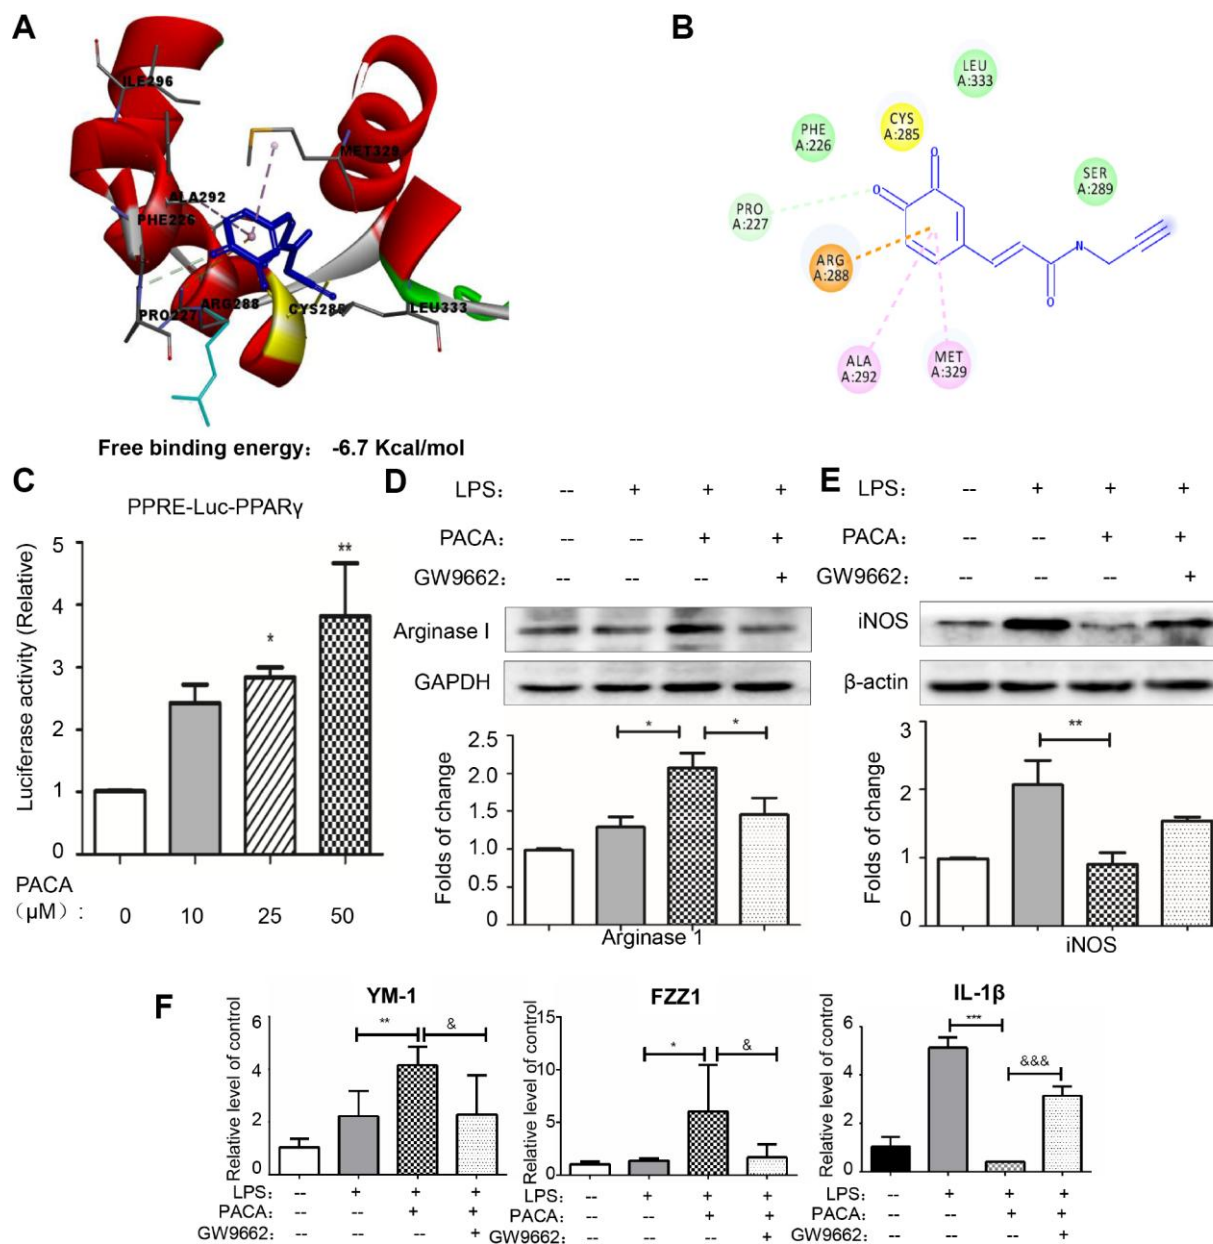 A
ILE296
MET329
ALA292
PHE226
PRO227
ARG288
CYS285
LEU333
Free binding energy： -6.7 Kcal/mol
B
LEU
A:333
CYS
A:285
PHE
A:226
SER
A:289
PRO
A:227
ARG
A:288
ALA
A:292
MET
A:329
O
O
N
O
C
PPRE-Luc-PPARγ
Luciferase activity (Relative)
5
4
3
2
1
0
*
**
PACA
（μM）:
0 10 25 50
D
LPS： -- + + +
PACA： -- -- + +
GW9662： -- -- -- +
Arginase I
GAPDH
Folds of change
2.5
2.0
1.5
1.0
0.5
0
* *
Arginase 1
E
LPS： -- + + +
PACA： -- -- + +
GW9662： -- -- -- +
iNOS
β-actin
Folds of change
3
2
1
0
**
iNOS
F
YM-1
Relative level of control
6
4
2
0
** &
LPS： -- + + +
PACA： -- -- + +
GW9662： -- -- -- +
FZZ1
Relative level of control
15
10
5
0
* &
LPS： -- + + +
PACA： -- -- + +
GW9662： -- -- -- +
IL-1β
Relative level of control
6
4
2
0
***
&&&
LPS： -- + + +
PACA： -- -- + +
GW9662： -- -- -- +